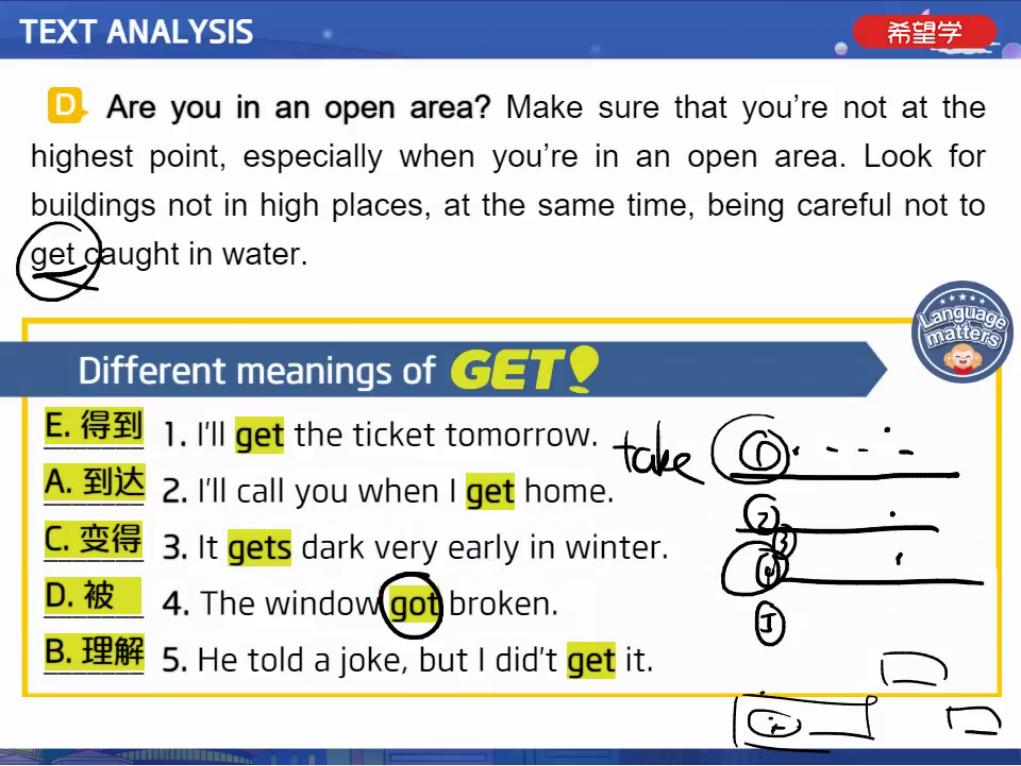 TEXT ANALYSIS
希望学
D Are you in an open area? Make sure that you're not at the
highest point, especially when you're in an open area. Look for
buildings not in high places, at the same time, being careful not to
get caught in water.
Language
matters
Different meanings of GET!
E. 得到 1. I'll get the ticket tomorrow.
take
①
A. 到达 2. I'll call you when I get home.
②
C. 变得 3. It gets dark very early in winter.
③
④
D. 被 4. The window got broken.
B. 理解 5. He told a joke, but I did't get it.